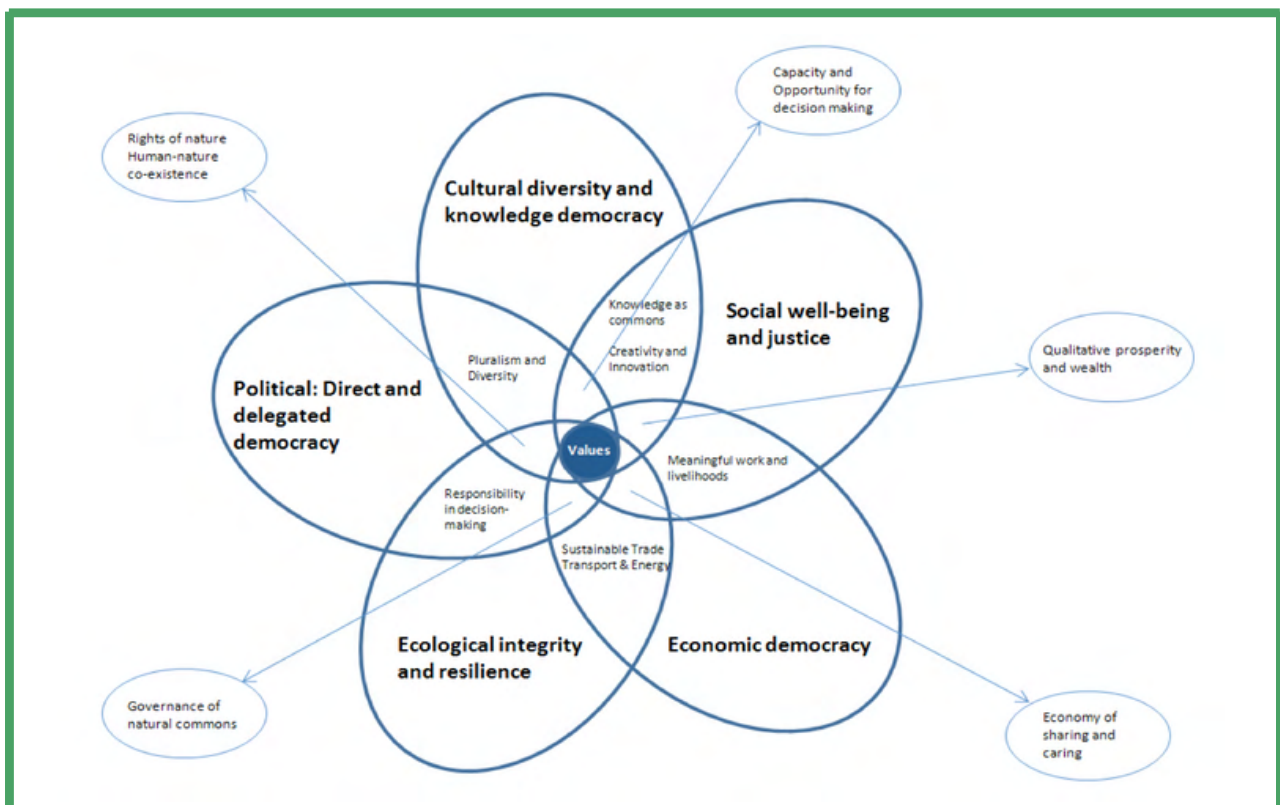 Capacity and
Opportunity for
decision making
Rights of nature
Human-nature
co-existence
Cultural diversity and
knowledge democracy
Knowledge as
commons
Creativity and
Innovation
Social well-being
and justice
Qualitative prosperity
and wealth
Pluralism and
Diversity
Political: Direct and
delegated
democracy
Values
Meaningful work and
livelihoods
Responsibility
in decision-
making
Sustainable Trade
Transport & Energy
Ecological integrity
and resilience
Economic democracy
Governance of
natural commons
Economy of
sharing and
caring